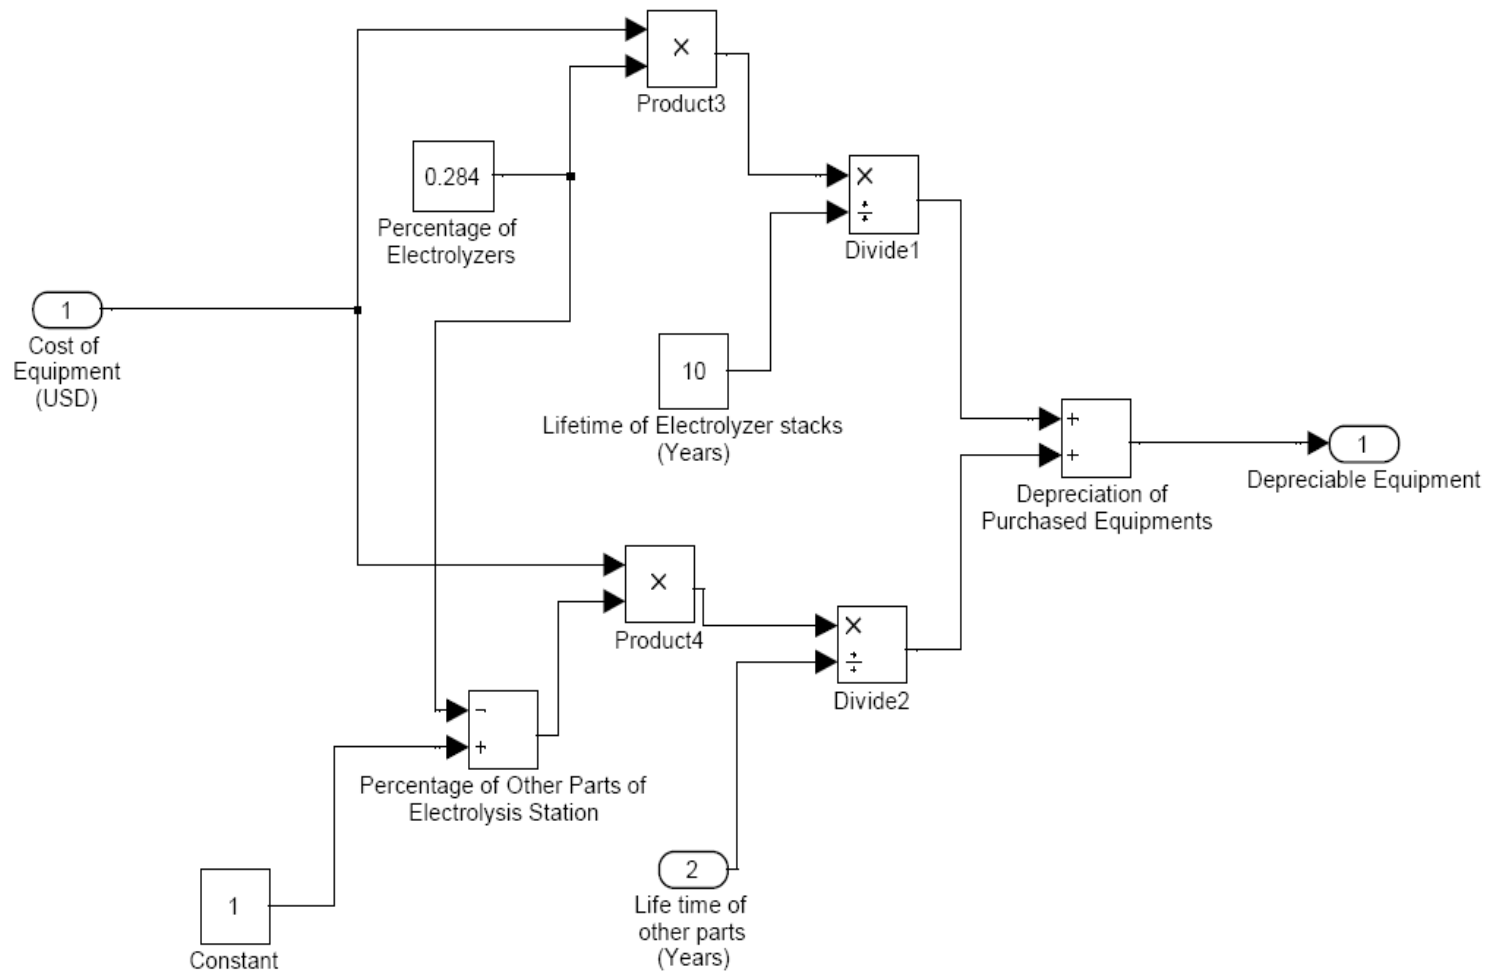 ×
Product3
0.284
Percentage of
Electrolyzers
×
÷
Divide1
1
Cost of
Equipment
(USD)
10
Lifetime of Electrolyzer stacks
(Years)
+
+
Depreciation of
Purchased Equipments
1
Depreciable Equipment
×
Product4
×
÷
Divide2
-
+
Percentage of Other Parts of
Electrolysis Station
1
Constant
2
Life time of
other parts
(Years)